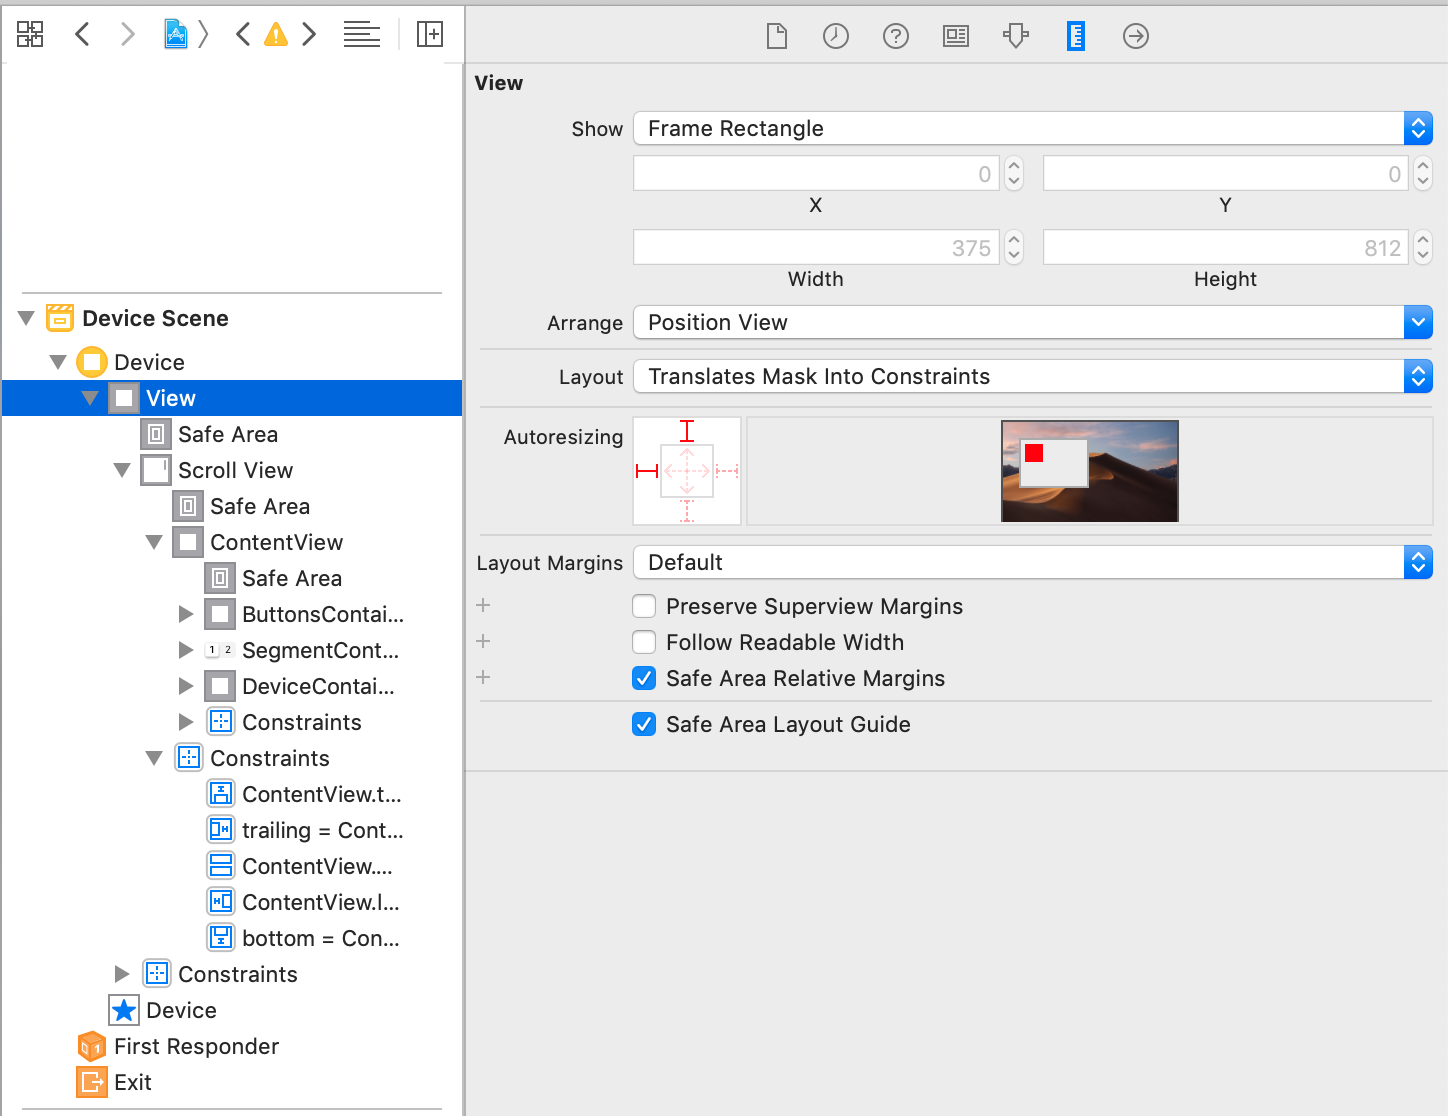 Device Scene
Device
View
Safe Area
Scroll View
Safe Area
ContentView
Safe Area
ButtonsContai...
1 2 SegmentCont...
DeviceContai...
Constraints
Constraints
ContentView.t...
trailing = Cont...
ContentView....
ContentView.l...
bottom = Con...
Constraints
Device
First Responder
Exit
View
Show Frame Rectangle
0 0
X Y
375 812
Width Height
Arrange Position View
Layout Translates Mask Into Constraints
Autoresizing
Layout Margins Default
+ Preserve Superview Margins
+ Follow Readable Width
+ Safe Area Relative Margins
Safe Area Layout Guide